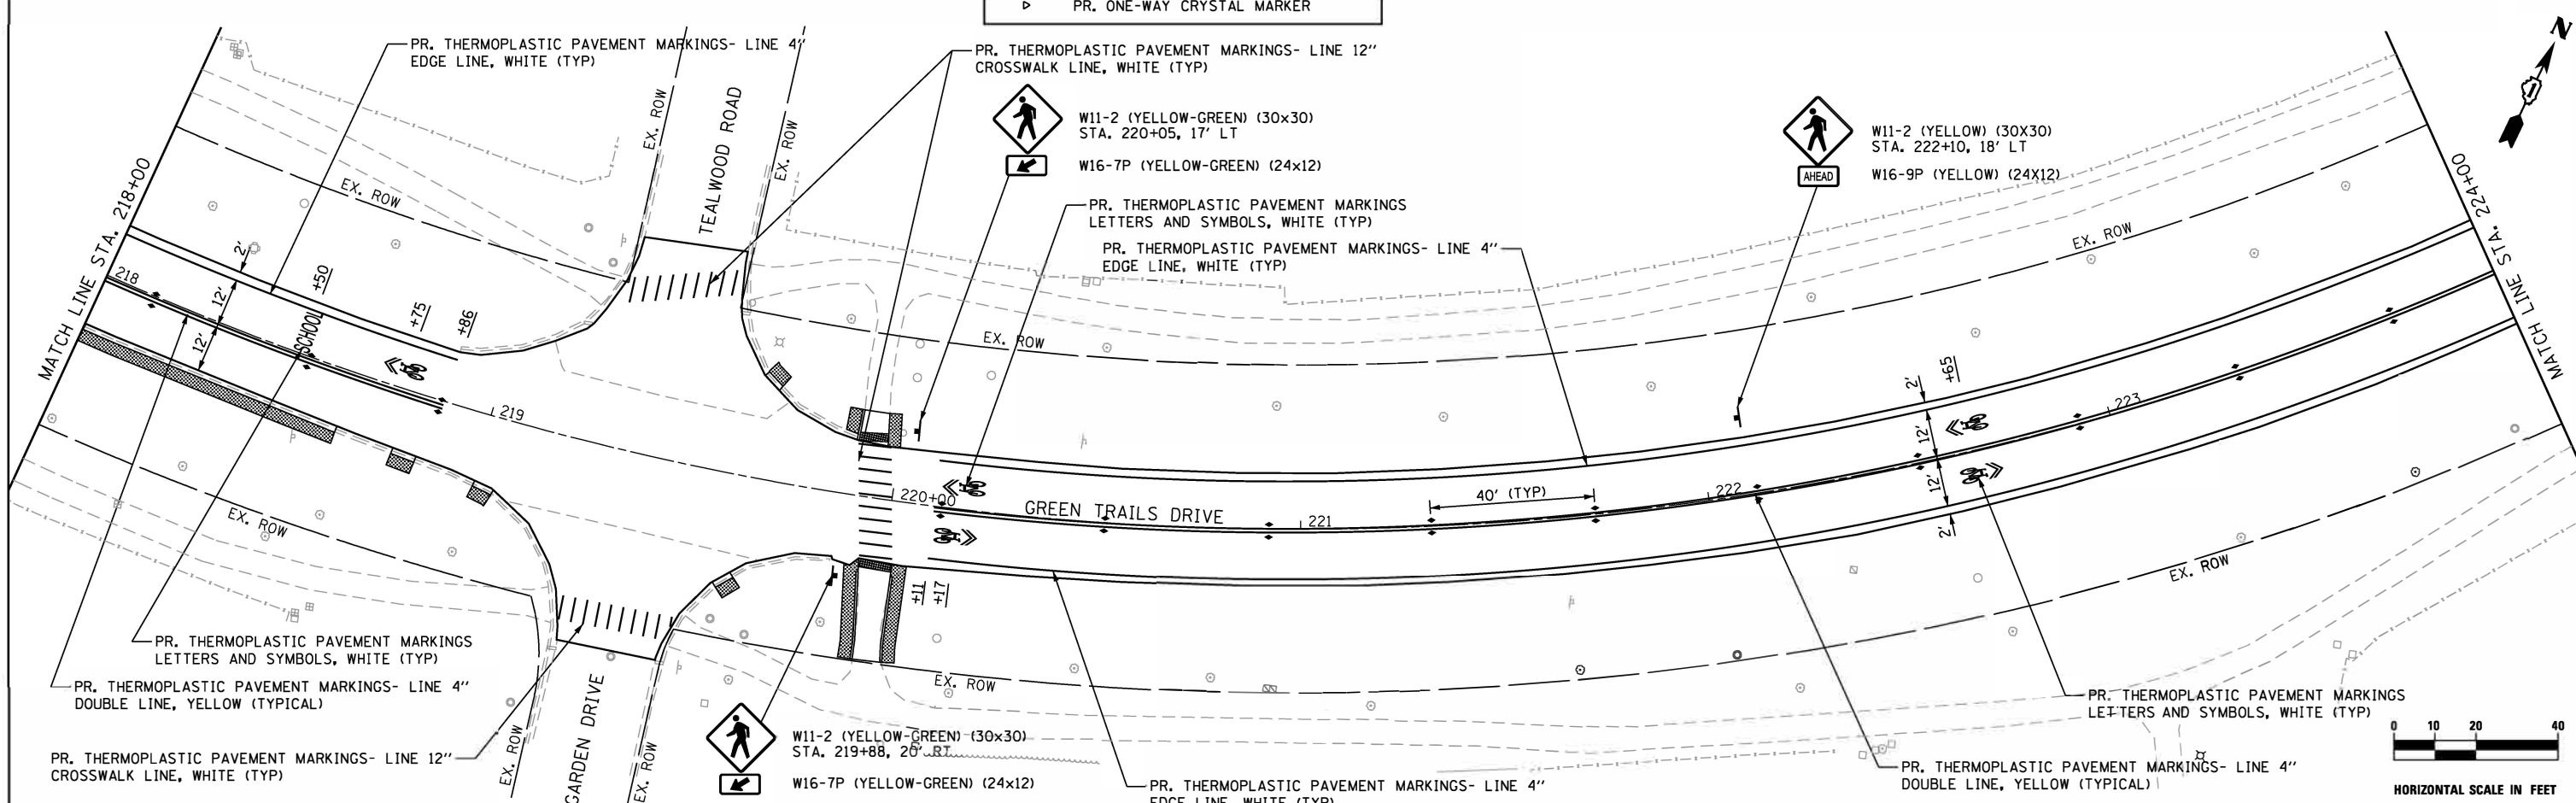 ▷ PR. ONE-WAY CRYSTAL MARKER
PR. THERMOPLASTIC PAVEMENT MARKINGS- LINE 4"
EDGE LINE, WHITE (TYP)
PR. THERMOPLASTIC PAVEMENT MARKINGS- LINE 12"
CROSSWALK LINE, WHITE (TYP)
N
W11-2 (YELLOW-GREEN) (30x30)
STA. 220+05, 17' LT
W16-7P (YELLOW-GREEN) (24x12)
W11-2 (YELLOW) (30X30)
STA. 222+10, 18' LT
AHEAD
W16-9P (YELLOW) (24X12)
EX. ROW
TEALWOOD ROAD
EX. ROW
EX. ROW
PR. THERMOPLASTIC PAVEMENT MARKINGS
LETTERS AND SYMBOLS, WHITE (TYP)
PR. THERMOPLASTIC PAVEMENT MARKINGS- LINE 4"
EDGE LINE, WHITE (TYP)
EX. ROW
MATCH LINE STA. 218+00
MATCH LINE STA. 224+00
218
2'
12'
12'
SCHOOL
+50
+75
+86
219
EX. ROW
2'
+65
12'
12'
2'
223
220+00
GREEN TRAILS DRIVE
221
40' (TYP)
222
EX. ROW
EX. ROW
+11
+17
PR. THERMOPLASTIC PAVEMENT MARKINGS
LETTERS AND SYMBOLS, WHITE (TYP)
PR. THERMOPLASTIC PAVEMENT MARKINGS- LINE 4"
DOUBLE LINE, YELLOW (TYPICAL)
PR. THERMOPLASTIC PAVEMENT MARKINGS- LINE 12"
CROSSWALK LINE, WHITE (TYP)
EX. ROW
GARDEN DRIVE
EX. ROW
EX. ROW
W11-2 (YELLOW-GREEN) (30x30)
STA. 219+88, 20' RT
W16-7P (YELLOW-GREEN) (24x12)
PR. THERMOPLASTIC PAVEMENT MARKINGS- LINE 4"
EDGE LINE, WHITE (TYP)
PR. THERMOPLASTIC PAVEMENT MARKINGS
LETTERS AND SYMBOLS, WHITE (TYP)
PR. THERMOPLASTIC PAVEMENT MARKINGS- LINE 4"
DOUBLE LINE, YELLOW (TYPICAL)
0 10 20 40
HORIZONTAL SCALE IN FEET